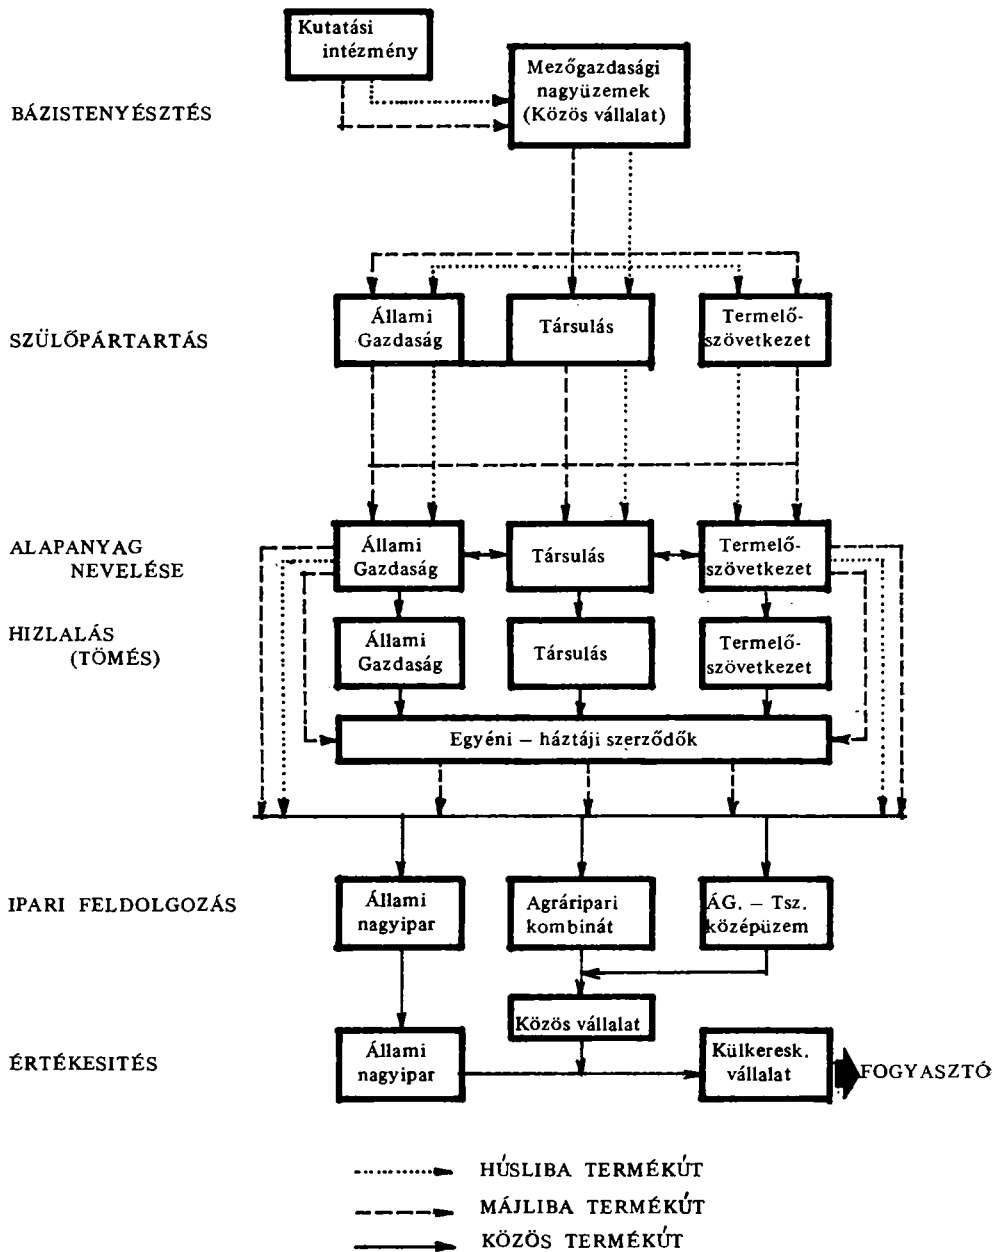 Kutatási
intézmény
Mezőgazdasági
nagyüzemek
(Közös vállalat)
BÁZISTENYÉSZTÉS
SZÜLŐPÁRTARTÁS
Állami
Gazdaság
Társulás
Termelő-
szövetkezet
ALAPANYAG
NEVELÉSE
Állami
Gazdaság
Társulás
Termelő-
szövetkezet
HIZLALÁS
(TÖMÉS)
Állami
Gazdaság
Társulás
Termelő-
szövetkezet
Egyéni – háztáji szerződők
IPARI FELDOLGOZÁS
Állami
nagyipar
Agráripari
kombinát
ÁG. – Tsz.
középüzem
Közös vállalat
ÉRTÉKESITÉS
Állami
nagyipar
Külkeresk.
vállalat
FOGYASZTÓ
HÚSLIBA TERMÉKÚT
MÁJLIBA TERMÉKÚT
KÖZÖS TERMÉKÚT